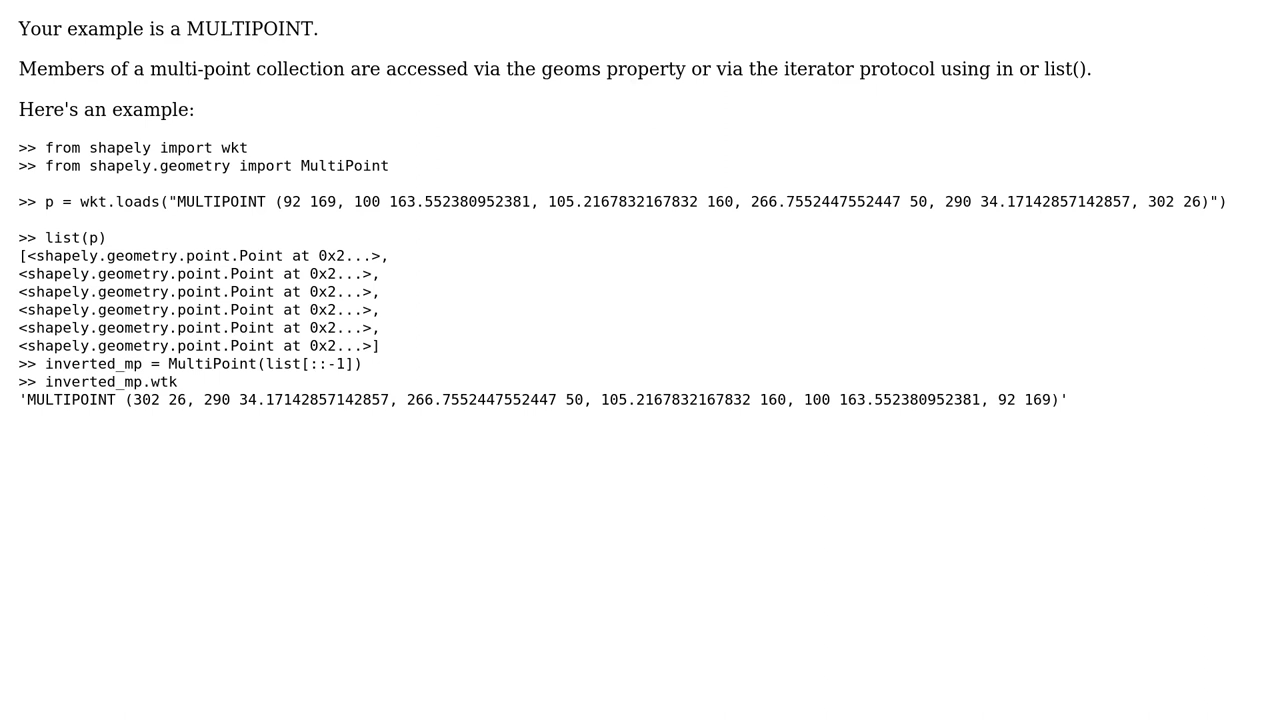 Your example is a MULTIPOINT.
Members of a multi-point collection are accessed via the geoms property or via the iterator protocol using in or list().
Here's an example:
>> from shapely import wkt
>> from shapely.geometry import MultiPoint
>> p = wkt.loads("MULTIPOINT (92 169, 100 163.552380952381, 105.2167832167832 160, 266.7552447552447 50, 290 34.17142857142857, 302 26)")
>> list(p)
[<shapely.geometry.point.Point at 0x2...>,
<shapely.geometry.point.Point at 0x2...>,
<shapely.geometry.point.Point at 0x2...>,
<shapely.geometry.point.Point at 0x2...>,
<shapely.geometry.point.Point at 0x2...>,
<shapely.geometry.point.Point at 0x2...>]
>> inverted_mp = MultiPoint(list[::-1])
>> inverted_mp.wtk
'MULTIPOINT (302 26, 290 34.17142857142857, 266.7552447552447 50, 105.2167832167832 160, 100 163.552380952381, 92 169)'